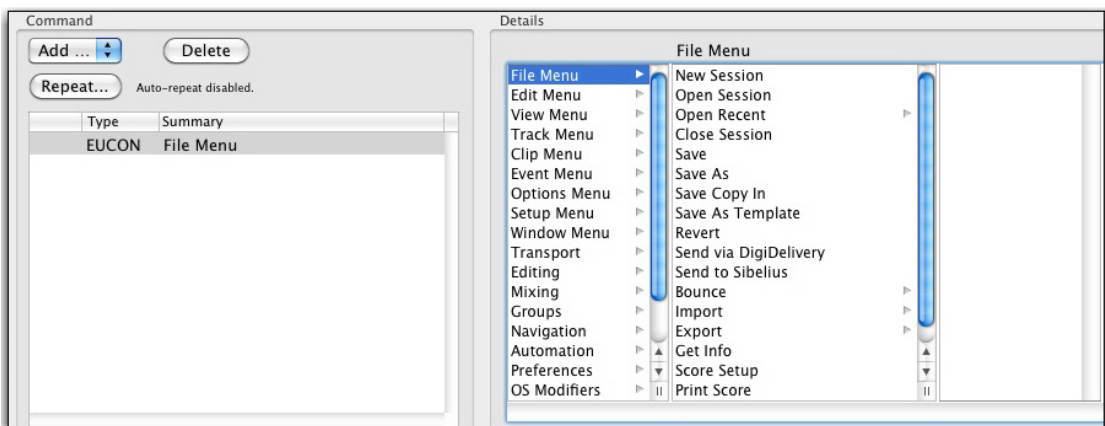 Command
Add ...
Delete
Repeat...
Auto-repeat disabled.
Type
Summary
EUCON
File Menu
Details
File Menu
File Menu
Edit Menu
View Menu
Track Menu
Clip Menu
Event Menu
Options Menu
Setup Menu
Window Menu
Transport
Editing
Mixing
Groups
Navigation
Automation
Preferences
OS Modifiers
New Session
Open Session
Open Recent
Close Session
Save
Save As
Save Copy In
Save As Template
Revert
Send via DigiDelivery
Send to Sibelius
Bounce
Import
Export
Get Info
Score Setup
Print Score